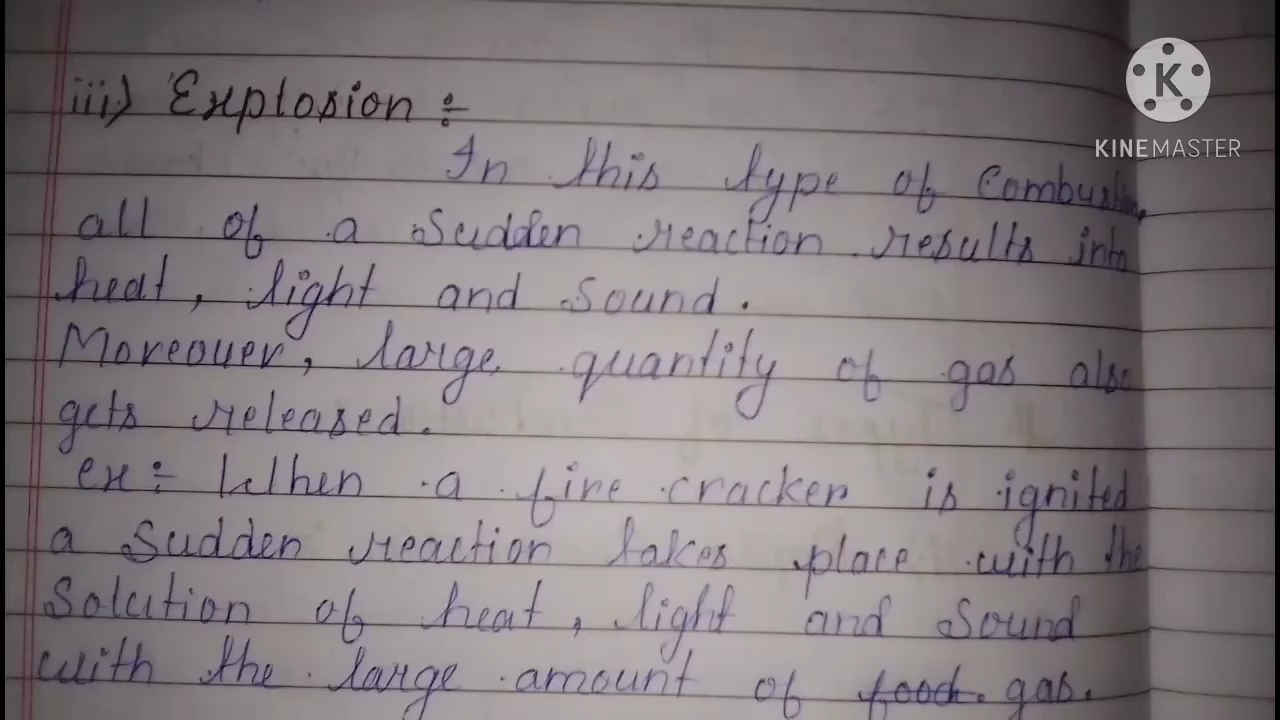 iii) Explosion :-
In this type of Combustion,
all of a Sudden reaction results into
heat, light and Sound.
Moreover, large quantity of gas also
gets released.
ex:- When a fire cracker is ignited
a Sudden reaction takes place with the
Solution of heat, light and Sound
with the large amount of food. gas.
K
KINEMASTER